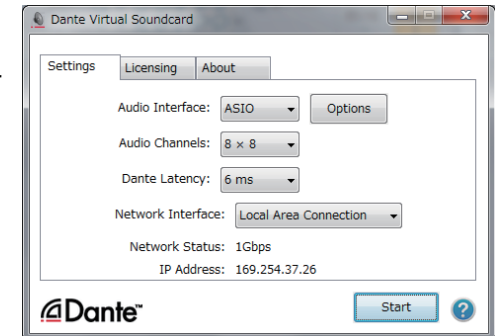 Dante Virtual Soundcard
Settings Licensing About
Audio Interface: ASIO Options
Audio Channels: 8 × 8
Dante Latency: 6 ms
Network Interface: Local Area Connection
Network Status: 1Gbps
IP Address: 169.254.37.26
Dante™ Start ?